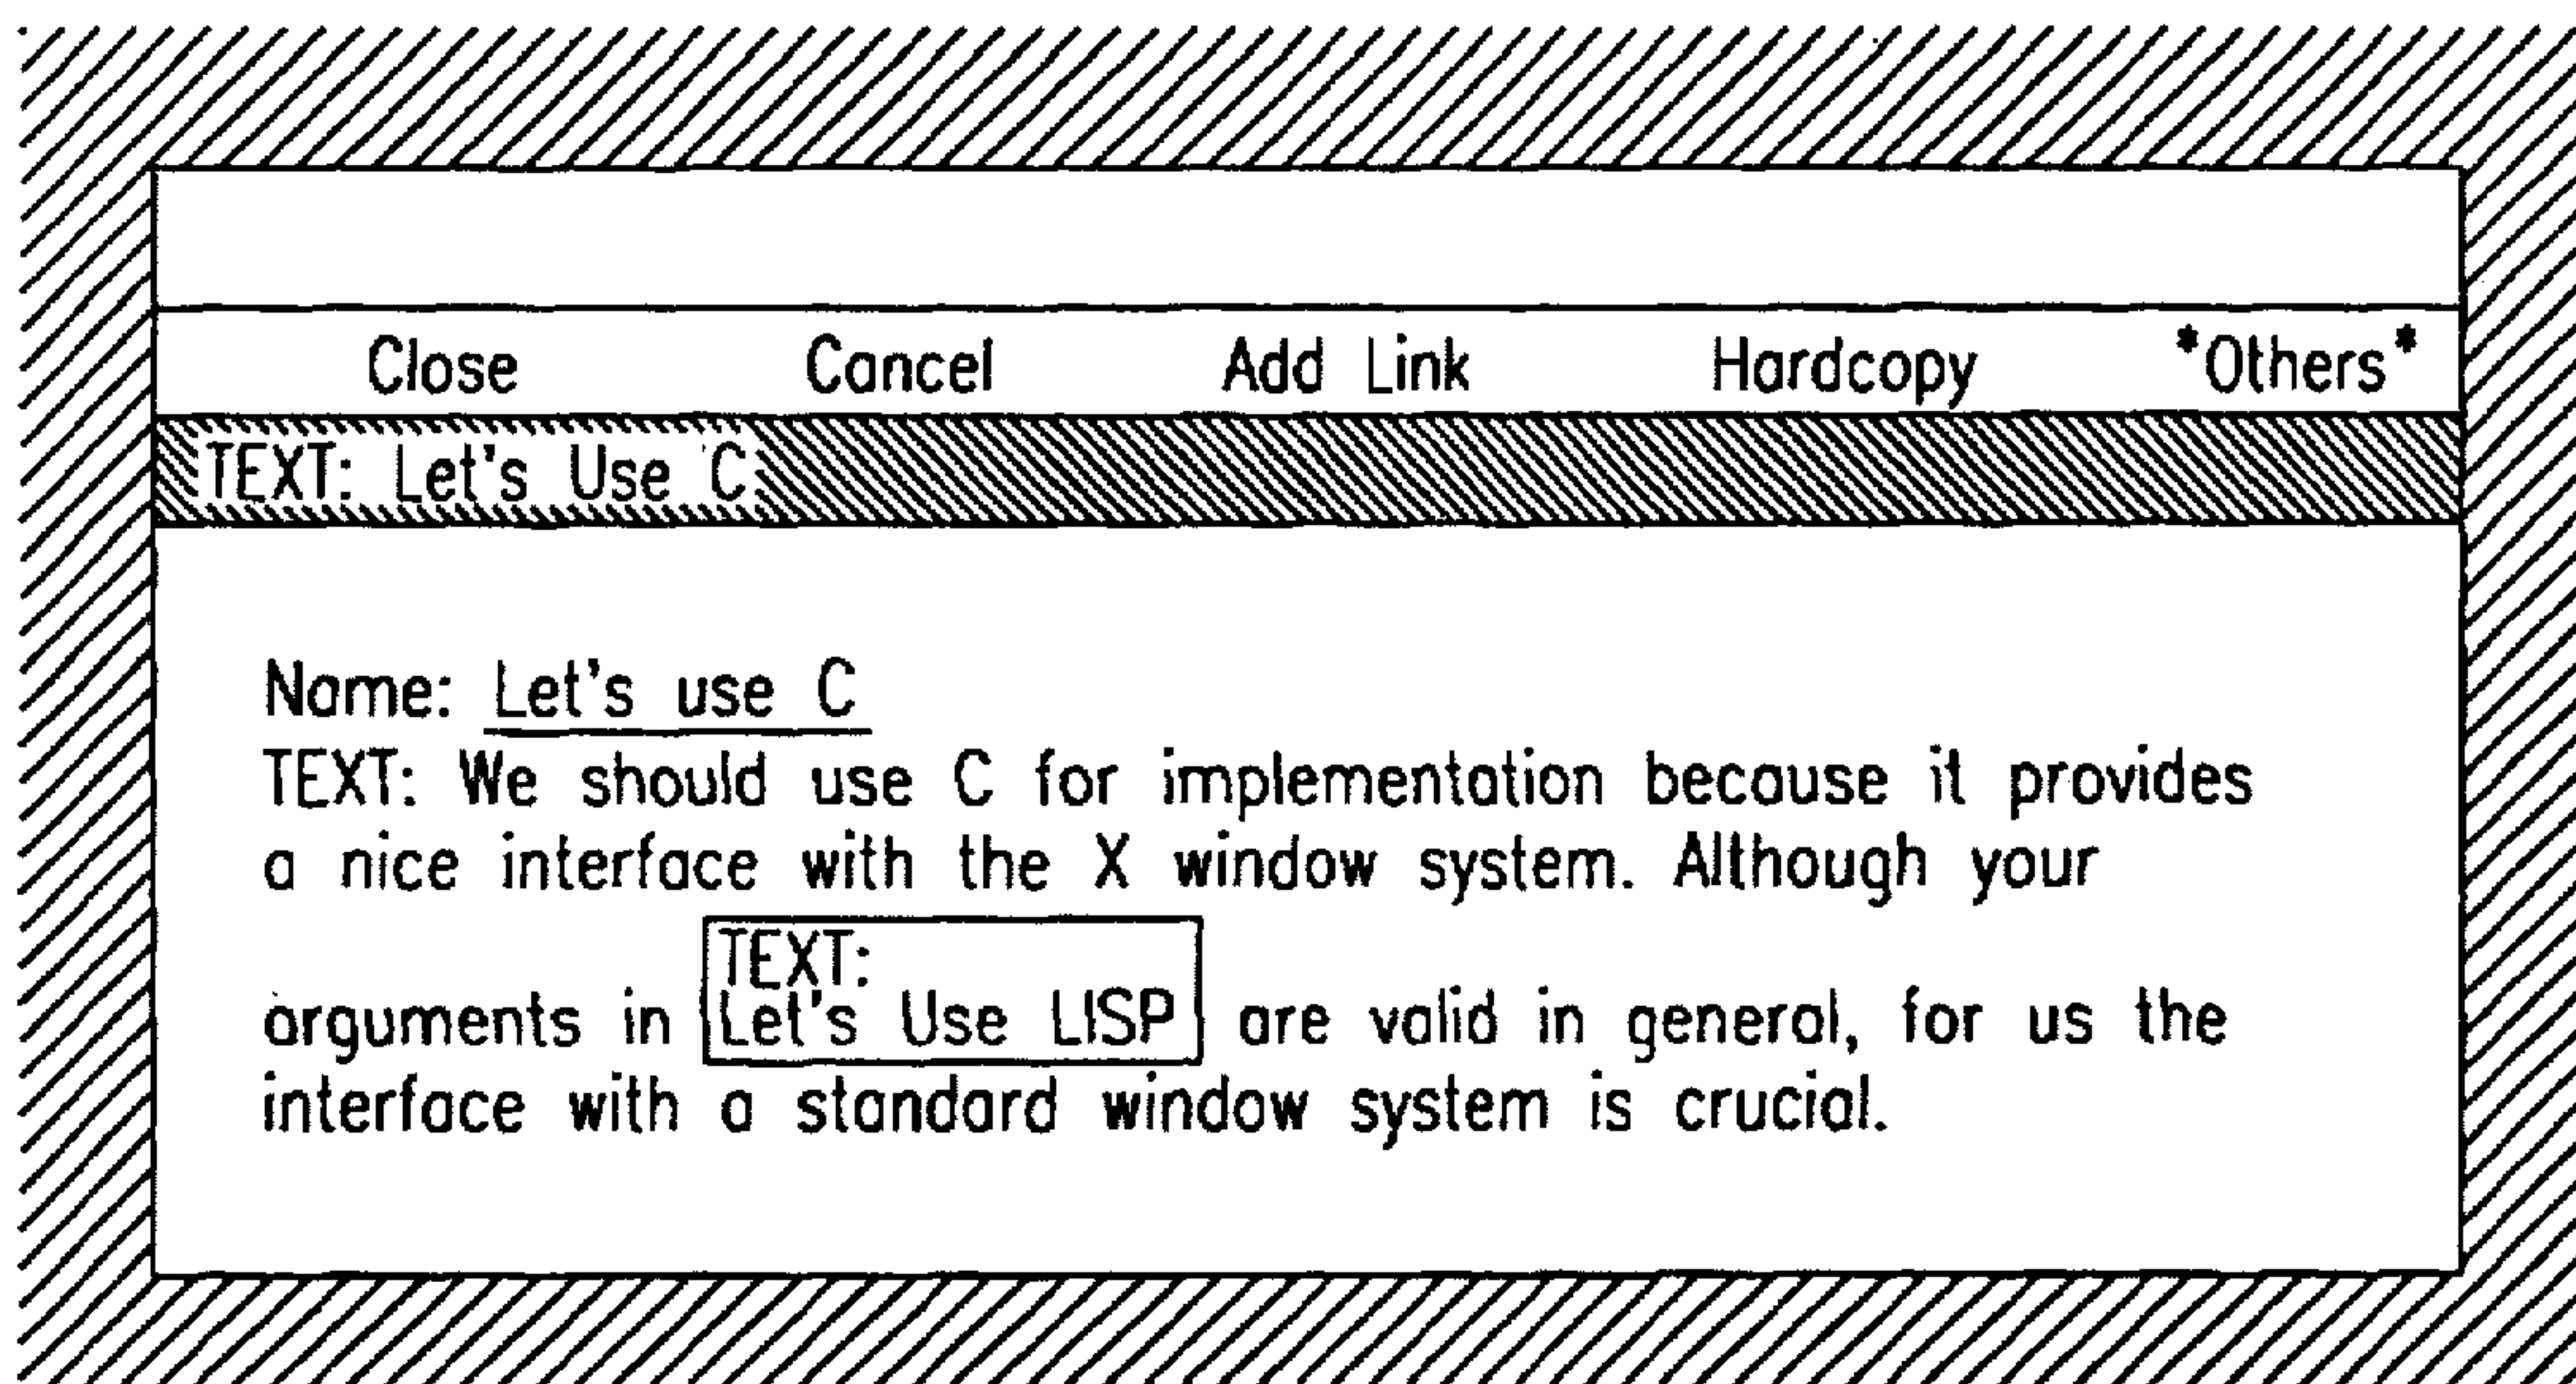 Close Cancel Add Link Hardcopy *Others*
TEXT: Let's Use C
Name: Let's use C
TEXT: We should use C for implementation because it provides
a nice interface with the X window system. Although your
TEXT:
arguments in Let's Use LISP are valid in general, for us the
interface with a standard window system is crucial.